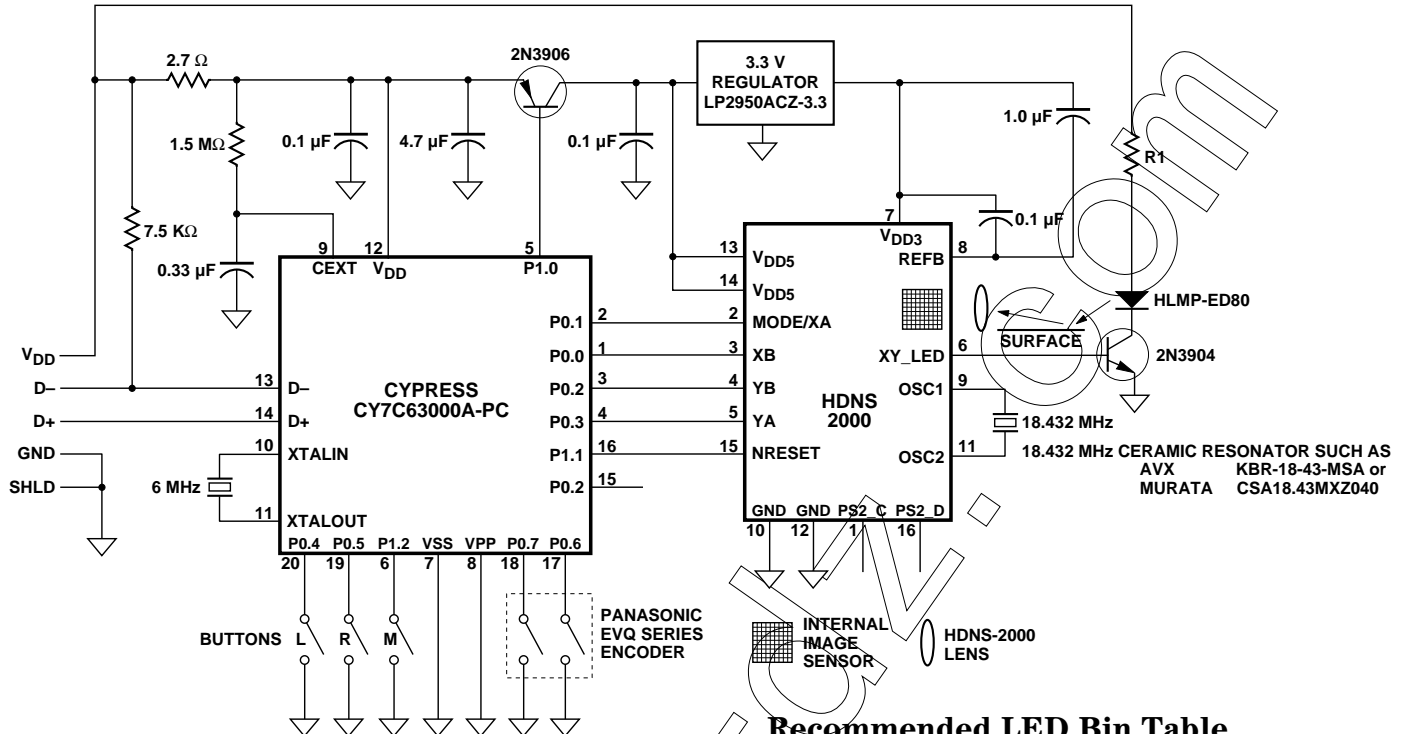 2.7 Ω
2N3906
3.3 V
REGULATOR
LP2950ACZ-3.3
1.5 MΩ
0.1 µF
4.7 µF
0.1 µF
1.0 µF
R1
7.5 KΩ
0.33 µF
9
CEXT
12
VDD
5
P1.0
7
VDD3
0.1 µF
13
VDD5
14
VDD5
8
REFB
HLMP-ED80
SURFACE
2N3904
P0.1 2
2 MODE/XA
P0.0 1
3 XB
XY_LED 6
P0.2 3
4 YB
OSC1 9
P0.3 4
5 YA
P1.1 16
15 NRESET
OSC2 11
P0.2 15
VDD
D–
13 D–
D+
14 D+
GND
10 XTALIN
SHLD
6 MHz
11 XTALOUT
CYPRESS
CY7C63000A-PC
HDNS
2000
18.432 MHz
18.432 MHz CERAMIC RESONATOR SUCH AS
AVX KBR-18-43-MSA or
MURATA CSA18.43MXZ040
P0.4 P0.5 P1.2 VSS VPP P0.7 P0.6
20 19 6 7 8 18 17
GND GND PS2_C PS2_D
10 12 1 16
BUTTONS L R M
PANASONIC
EVQ SERIES
ENCODER
INTERNAL
IMAGE
SENSOR
HDNS-2000
LENS
Recommended LED Bin Table